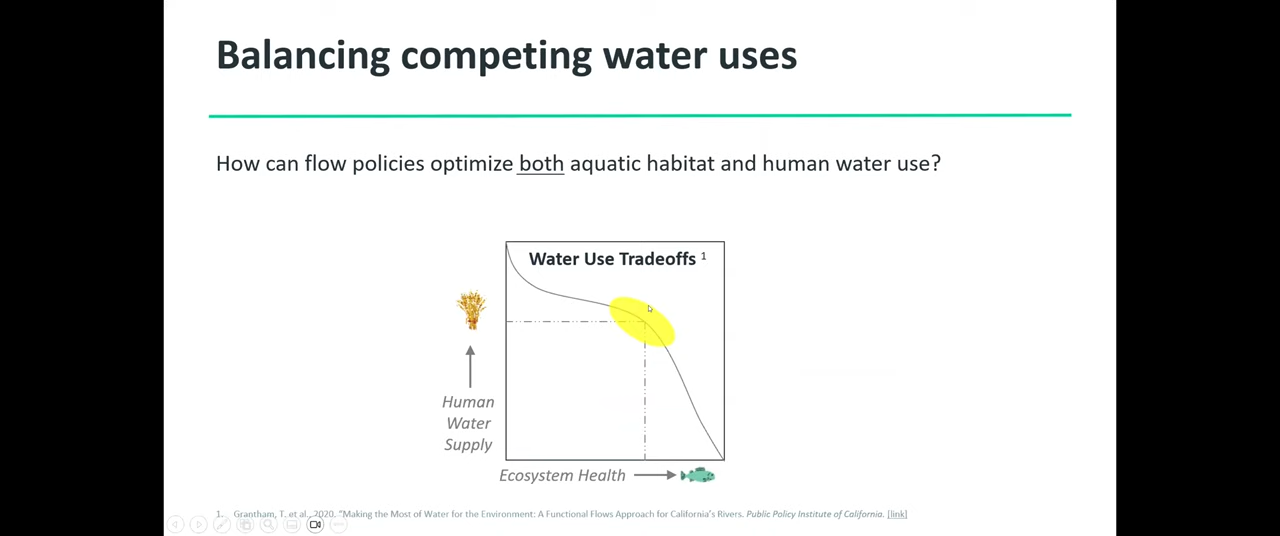 Balancing competing water uses
How can flow policies optimize both aquatic habitat and human water use?
Water Use Tradeoffs 1
Human
Water
Supply
Ecosystem Health
1. Grantham, T. et al., 2020. "Making the Most of Water for the Environment: A Functional Flows Approach for California's Rivers. Public Policy Institute of California. [link]